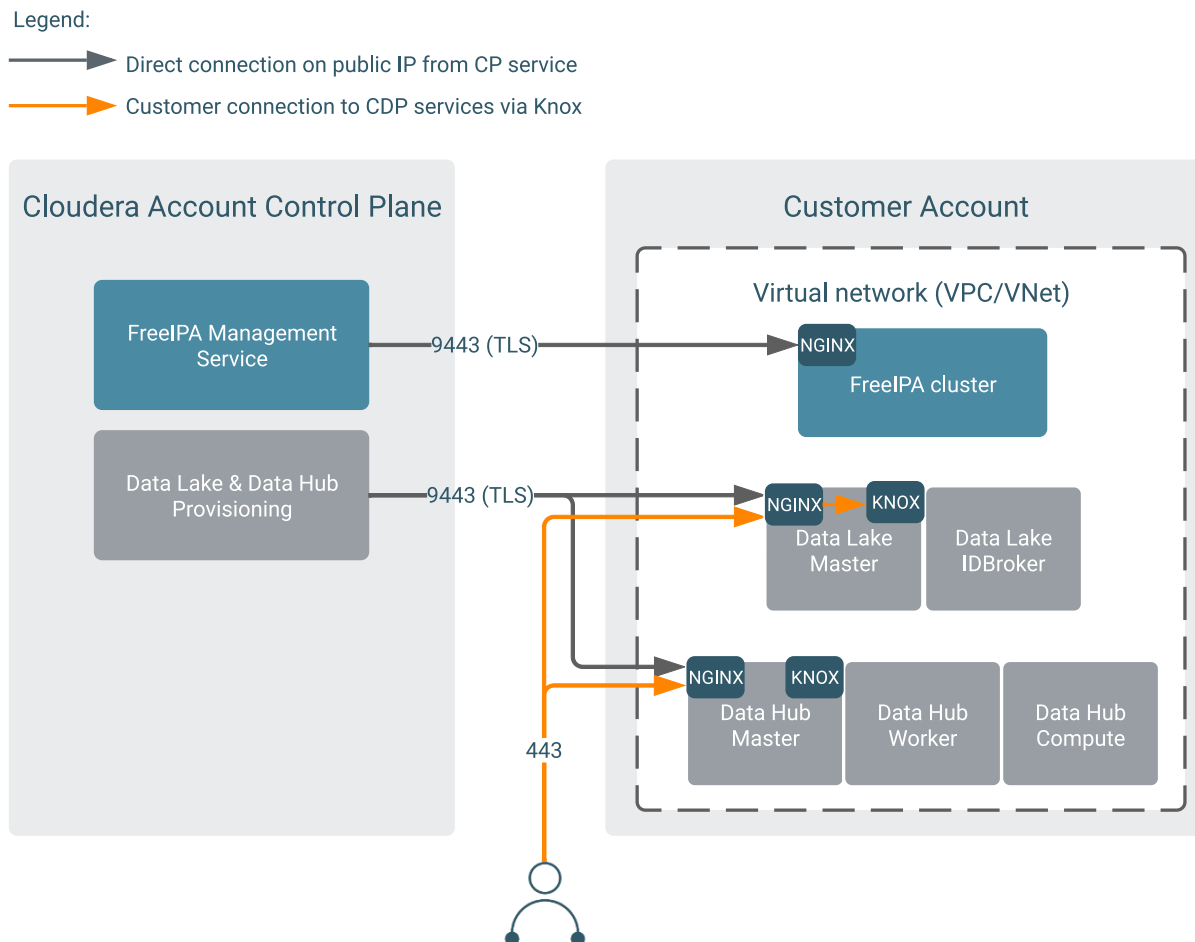 Legend:
Direct connection on public IP from CP service
Customer connection to CDP services via Knox
Cloudera Account Control Plane
Customer Account
Virtual network (VPC/VNet)
FreeIPA Management
Service
9443 (TLS)
NGINX
FreeIPA cluster
Data Lake & Data Hub
Provisioning
9443 (TLS)
NGINX
KNOX
Data Lake
Master
Data Lake
IDBroker
NGINX
KNOX
Data Hub
Master
Data Hub
Worker
Data Hub
Compute
443